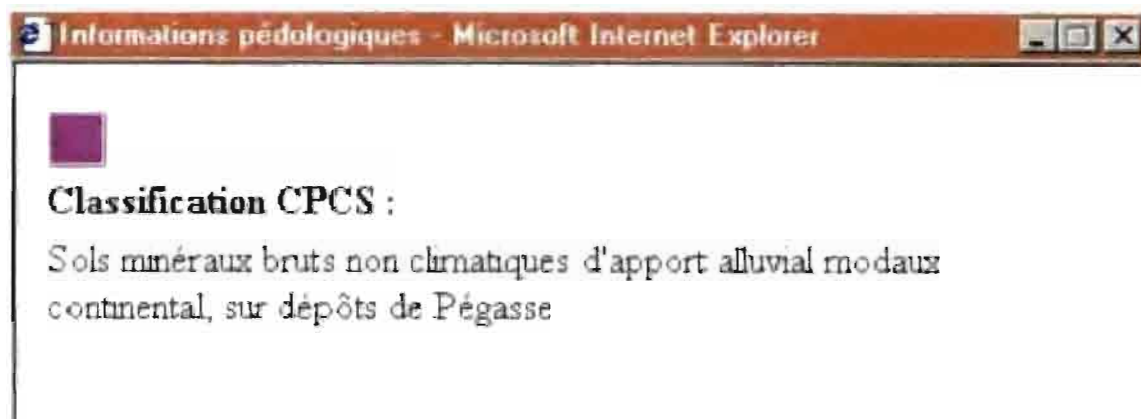 Informations pédologiques - Microsoft Internet Explorer
Classification CPCS :
Sols minéraux bruts non climatiques d'apport alluvial modaux
continental, sur dépôts de Pégasse